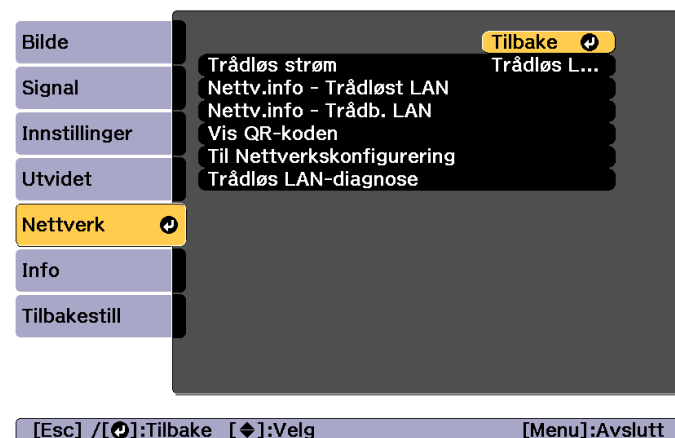 Bilde
Signal
Innstillinger
Utvidet
Nettverk
Info
Tilbakestill
Tilbake
Trådløs strøm Trådløs L...
Nettv.info - Trådløst LAN
Nettv.info - Trådb. LAN
Vis QR-koden
Til Nettverkskonfigurering
Trådløs LAN-diagnose
[Esc] /[]:Tilbake []:Velg [Menu]:Avslutt